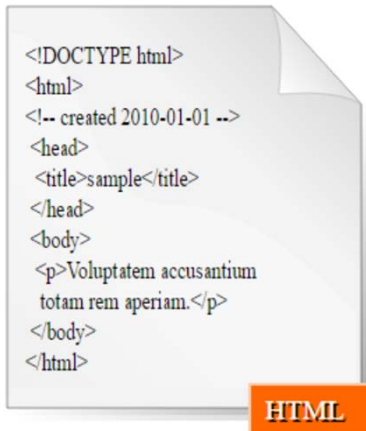 <!DOCTYPE html>
<html>
<!-- created 2010-01-01 -->
<head>
<title>sample</title>
</head>
<body>
<p>Voluptatem accusantium
totam rem aperiam.</p>
</body>
</html>
HTML